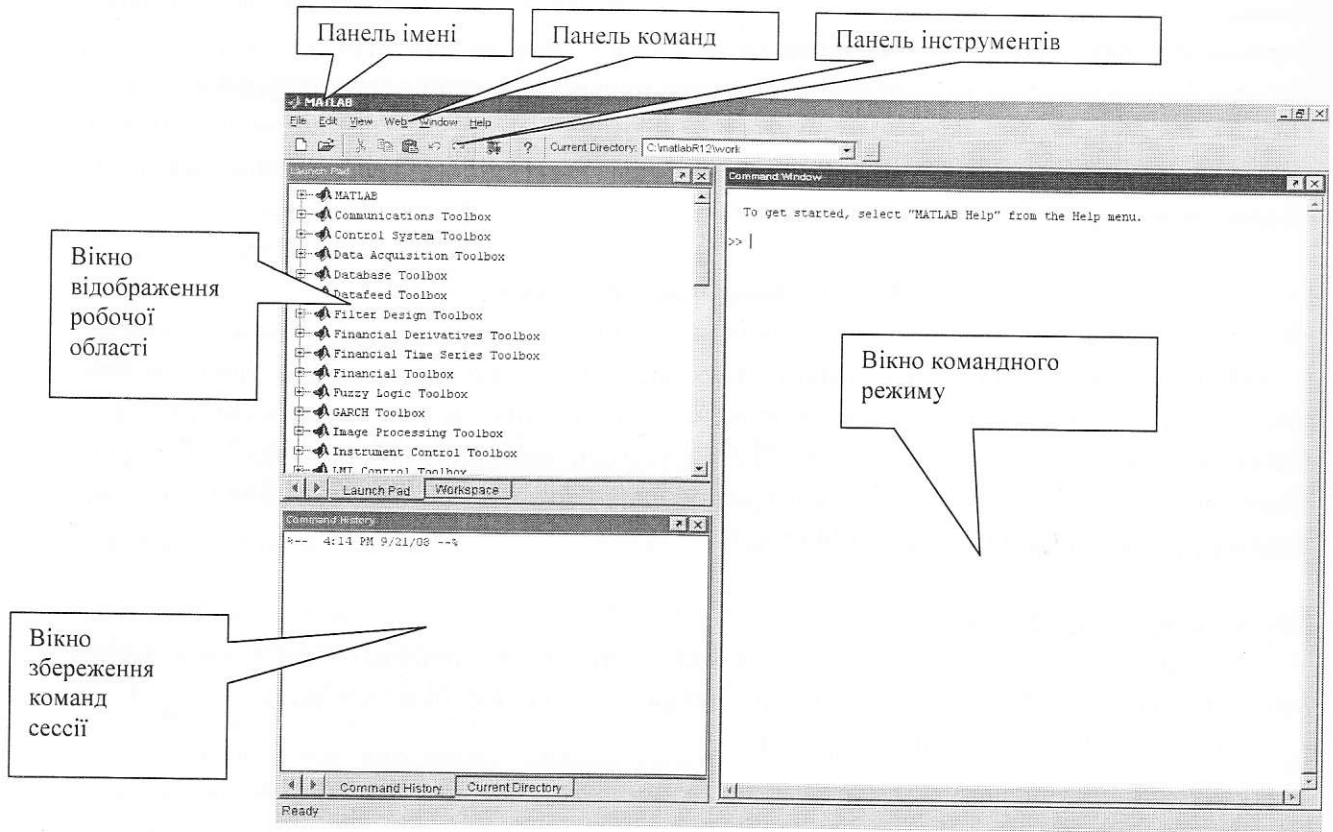 Панель імені
Панель команд
Панель інструментів
MATLAB
File Edit View Web Window Help
? Current Directory: C:\matlabR12\work
Launch Pad
MATLAB
Communications Toolbox
Control System Toolbox
Data Acquisition Toolbox
Database Toolbox
Datafeed Toolbox
Filter Design Toolbox
Financial Derivatives Toolbox
Financial Time Series Toolbox
Financial Toolbox
Fuzzy Logic Toolbox
GARCH Toolbox
Image Processing Toolbox
Instrument Control Toolbox
LMI Control Toolbox
Launch Pad Workspace
Command Window
To get started, select "MATLAB Help" from the Help menu.
>>
Вікно
відображення
робочої
області
Вікно командного
режиму
Command History
%-- 4:14 PM 9/21/03 --%
Вікно
збереження
команд
сессії
Command History Current Directory
Ready